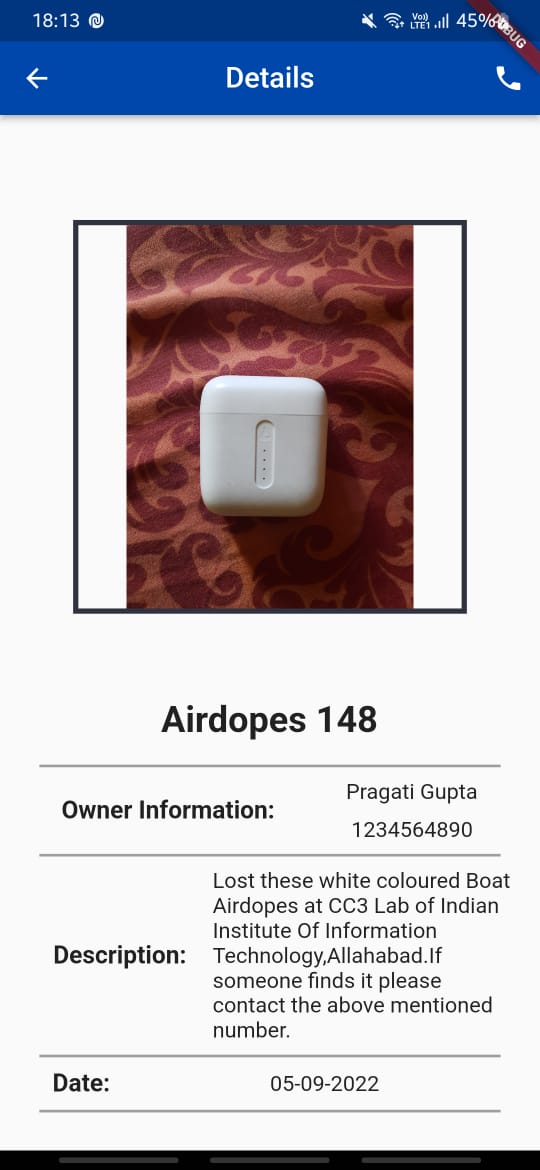 18:13
Vo))
LTE1
45%
DEBUG
Details
Airdopes 148
Owner Information:
Pragati Gupta
1234564890
Description:
Lost these white coloured Boat
Airdopes at CC3 Lab of Indian
Institute Of Information
Technology,Allahabad.If
someone finds it please
contact the above mentioned
number.
Date:
05-09-2022